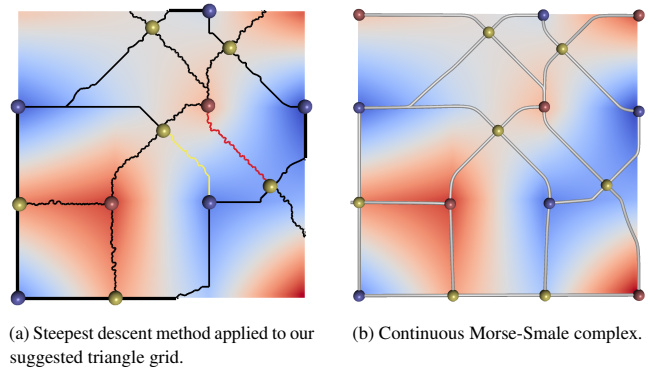 (a) Steepest descent method applied to our
suggested triangle grid.
(b) Continuous Morse-Smale complex.